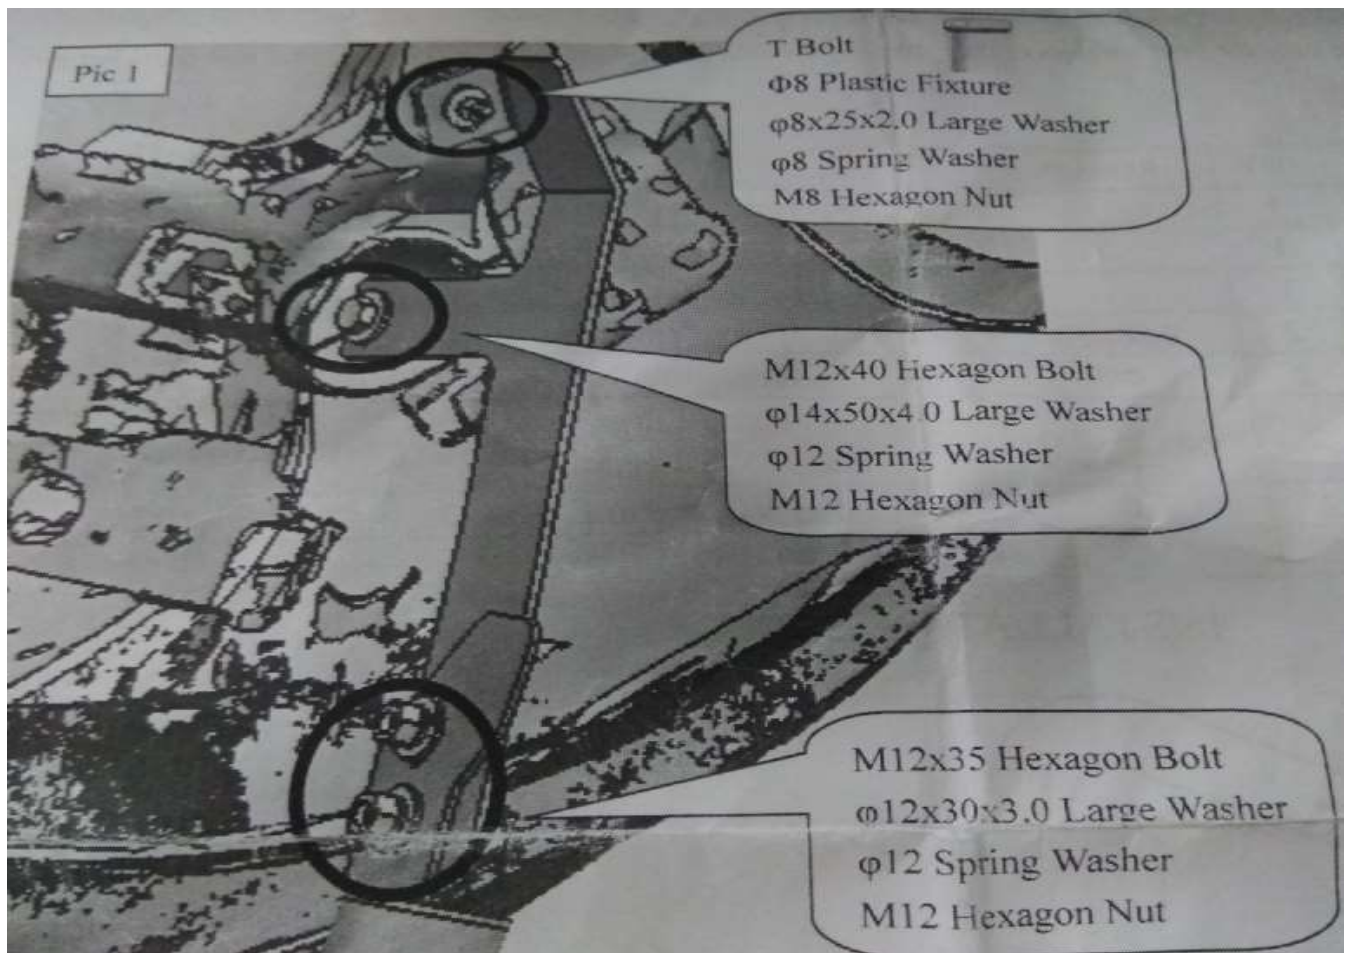 Pic 1
T Bolt
Φ8 Plastic Fixture
φ8x25x2.0 Large Washer
φ8 Spring Washer
M8 Hexagon Nut
M12x40 Hexagon Bolt
φ14x50x4.0 Large Washer
φ12 Spring Washer
M12 Hexagon Nut
M12x35 Hexagon Bolt
φ12x30x3.0 Large Washer
φ12 Spring Washer
M12 Hexagon Nut